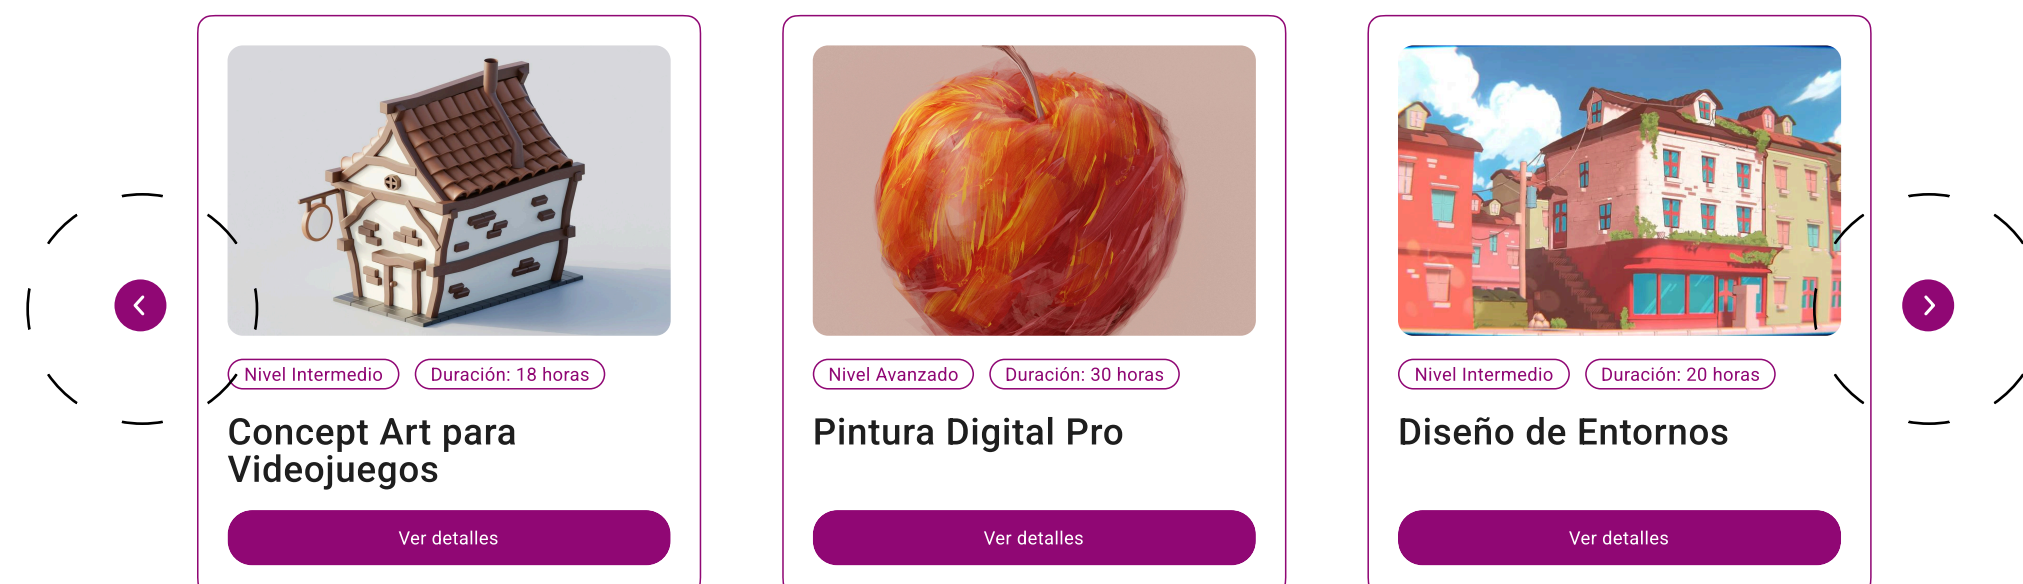 Nivel Intermedio
Duración: 18 horas
Concept Art para
Videojuegos
Ver detalles
Nivel Avanzado
Duración: 30 horas
Pintura Digital Pro
Ver detalles
Nivel Intermedio
Duración: 20 horas
Diseño de Entornos
Ver detalles